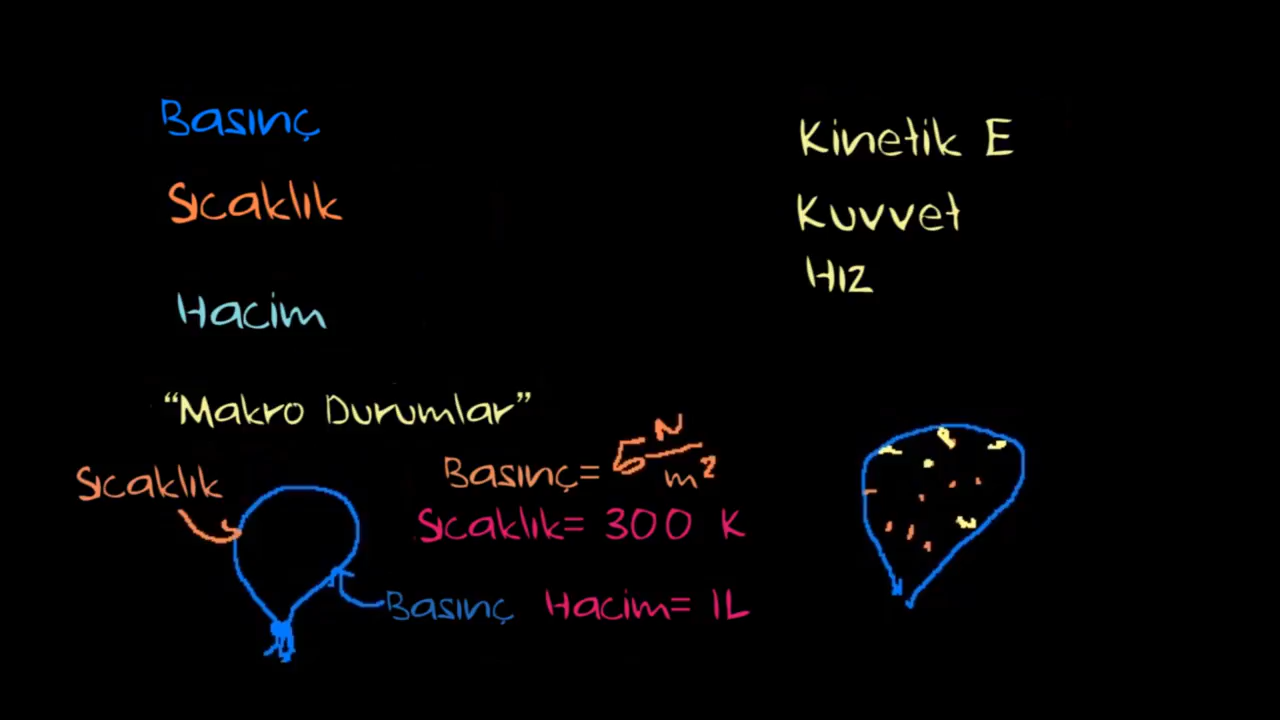 Basınç
Sıcaklık
Hacim
"Makro Durumlar"
Kinetik E
Kuvvet
Hız
Sıcaklık
Basınç= 5 N/m²
Sıcaklık= 300 K
Basınç
Hacim= 1L